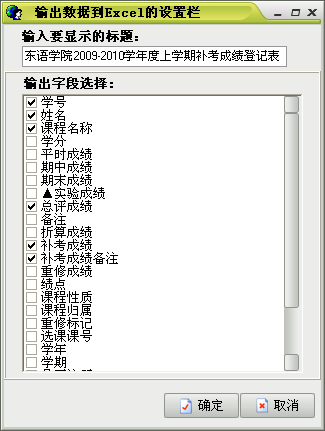 输出数据到Excel的设置栏
输入要显示的标题:
东语学院2009-2010学年度上学期补考成绩登记表
输出字段选择:
学号
姓名
课程名称
学分
平时成绩
期中成绩
期末成绩
▲实验成绩
总评成绩
备注
折算成绩
补考成绩
补考成绩备注
重修成绩
绩点
课程性质
课程归属
重修标记
选课课号
学年
学期
确定
取消